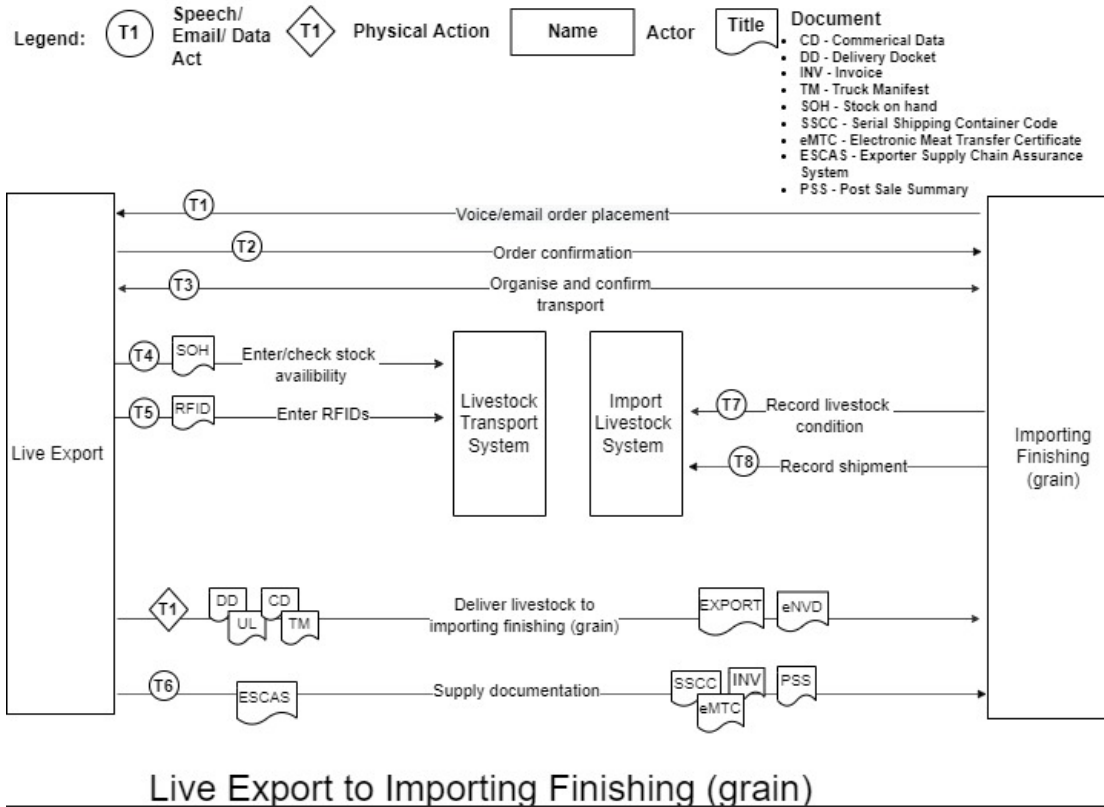 Legend:
T1
Speech/
Email/ Data
Act
T1
Physical Action
Name
Actor
Title
Document
• CD - Commerical Data
• DD - Delivery Docket
• INV - Invoice
• TM - Truck Manifest
• SOH - Stock on hand
• SSCC - Serial Shipping Container Code
• eMTC - Electronic Meat Transfer Certificate
• ESCAS - Exporter Supply Chain Assurance
System
• PSS - Post Sale Summary
Live Export
T1
Voice/email order placement
T2
Order confirmation
T3
Organise and confirm
transport
T4
SOH
Enter/check stock
availibility
T5
RFID
Enter RFIDs
Livestock
Transport
System
Import
Livestock
System
T7
Record livestock
condition
T8
Record shipment
Importing
Finishing
(grain)
T1
DD
CD
UL
TM
Deliver livestock to
importing finishing (grain)
EXPORT
eNVD
T6
ESCAS
Supply documentation
SSCC
INV
PSS
eMTC
Live Export to Importing Finishing (grain)